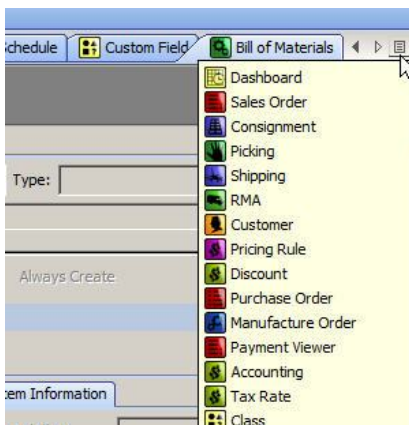 Schedule Custom Field Bill of Materials
Dashboard
Sales Order
Consignment
Picking
Type:
Shipping
RMA
Customer
Pricing Rule
Always Create
Discount
Purchase Order
Manufacture Order
Payment Viewer
Accounting
Tax Rate
tem Information
Class